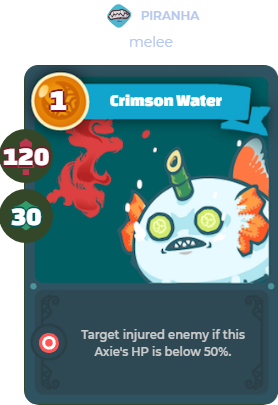 PIRANHA
melee
1
Crimson Water
120
30
Target injured enemy if this
Axie's HP is below 50%.